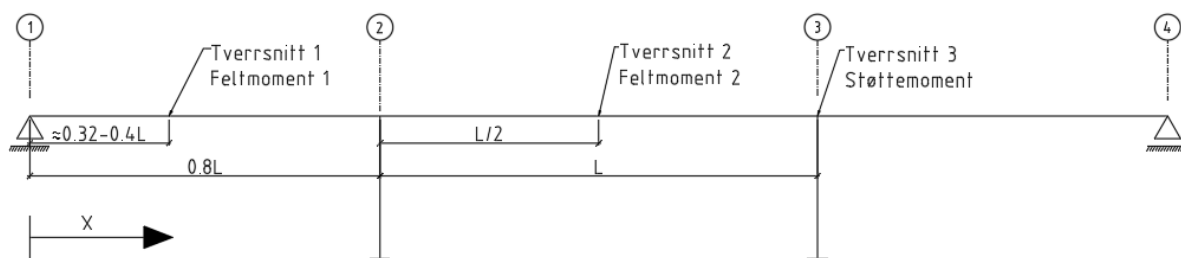 1
2
3
4
Tverrsnitt 1
Feltmoment 1
Tverrsnitt 2
Feltmoment 2
Tverrsnitt 3
Støttemoment
≈0.32-0.4L
L/2
0.8L
L
X